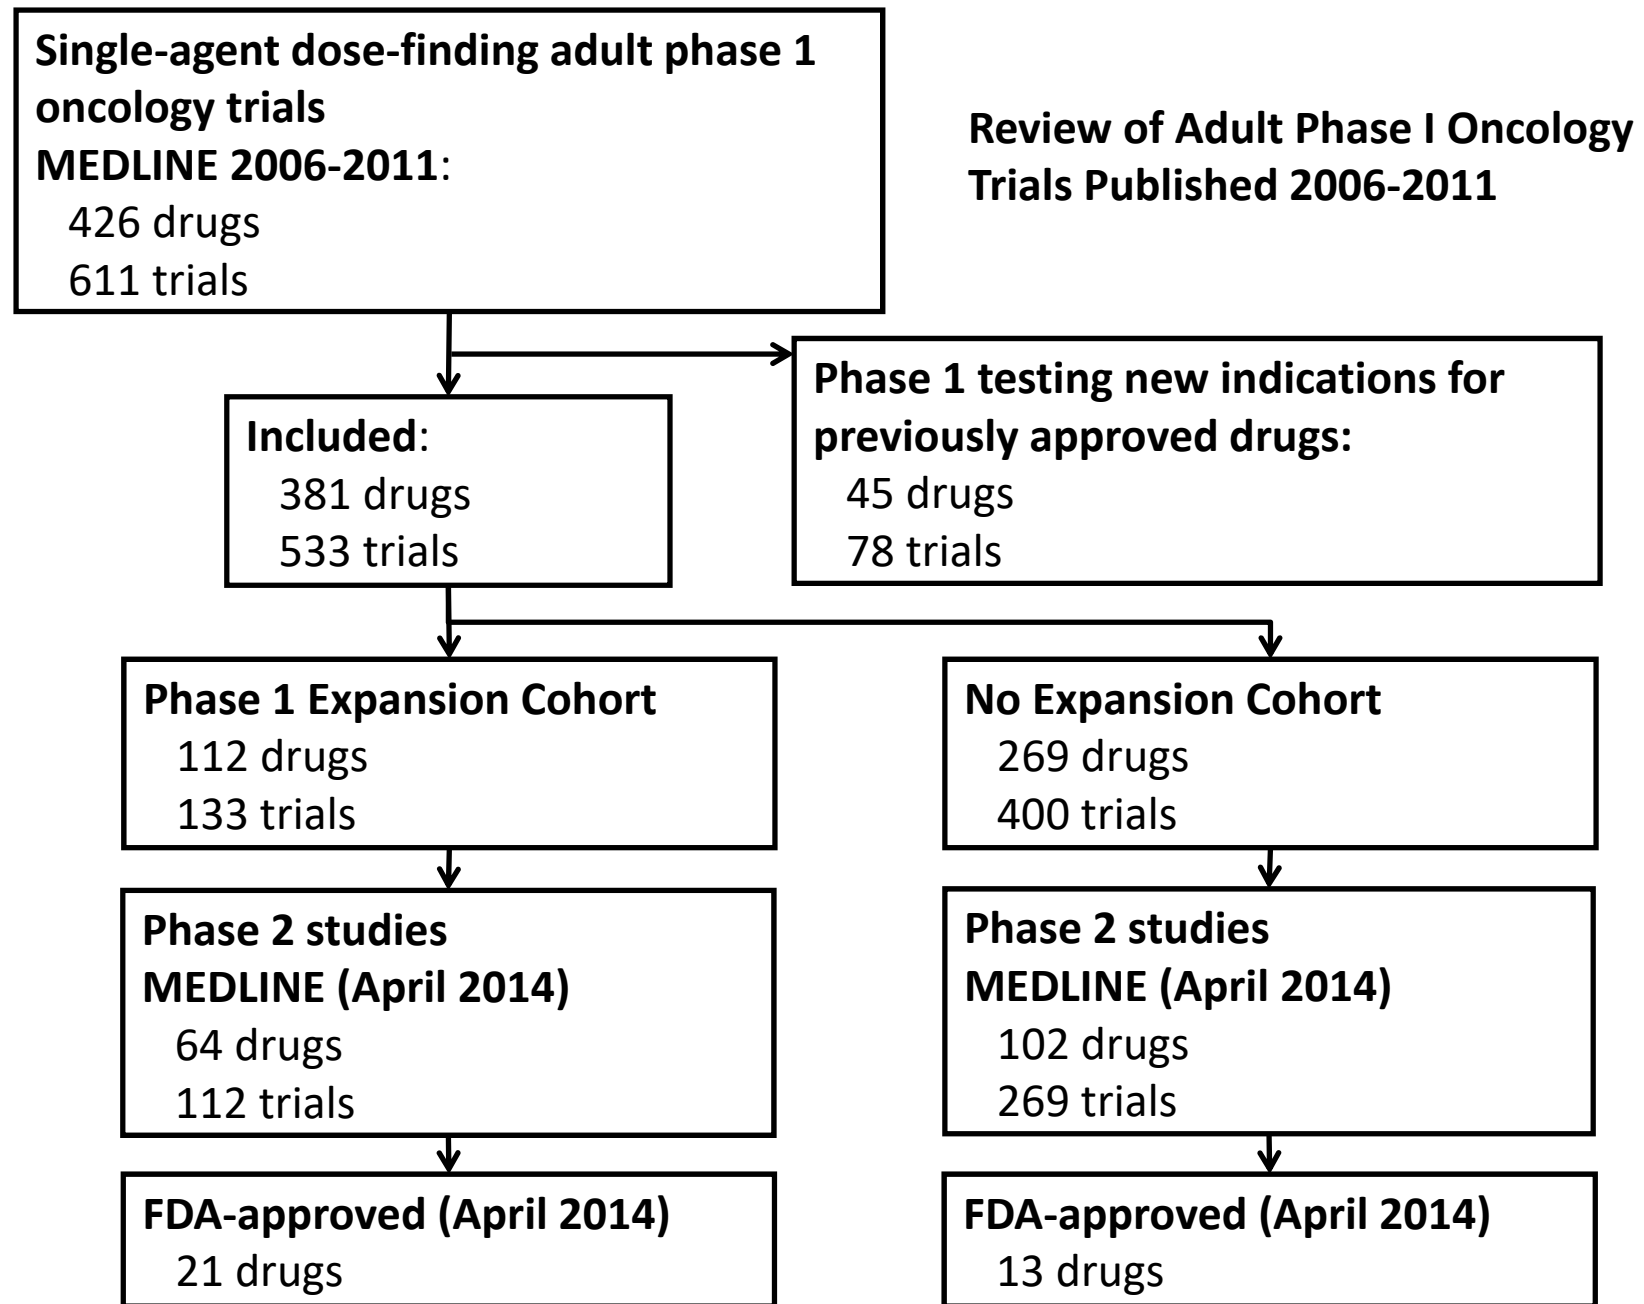 Single-agent dose-finding adult phase 1
oncology trials
MEDLINE 2006-2011:
426 drugs
611 trials
Review of Adult Phase I Oncology
Trials Published 2006-2011
Phase 1 testing new indications for
previously approved drugs:
45 drugs
78 trials
Included:
381 drugs
533 trials
Phase 1 Expansion Cohort
112 drugs
133 trials
No Expansion Cohort
269 drugs
400 trials
Phase 2 studies
MEDLINE (April 2014)
64 drugs
112 trials
Phase 2 studies
MEDLINE (April 2014)
102 drugs
269 trials
FDA-approved (April 2014)
21 drugs
FDA-approved (April 2014)
13 drugs